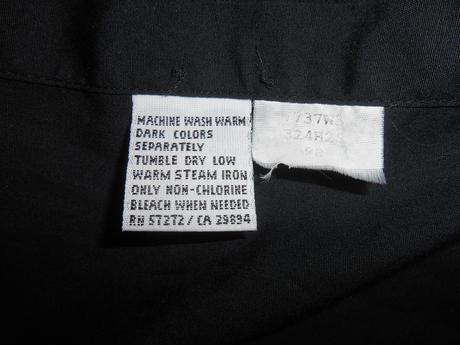 MACHINE WASH WARM
DARK COLORS
SEPARATELY
TUMBLE DRY LOW
WARM STEAM IRON
ONLY NON-CHLORINE
BLEACH WHEN NEEDED
RN 57272 / CA 29894